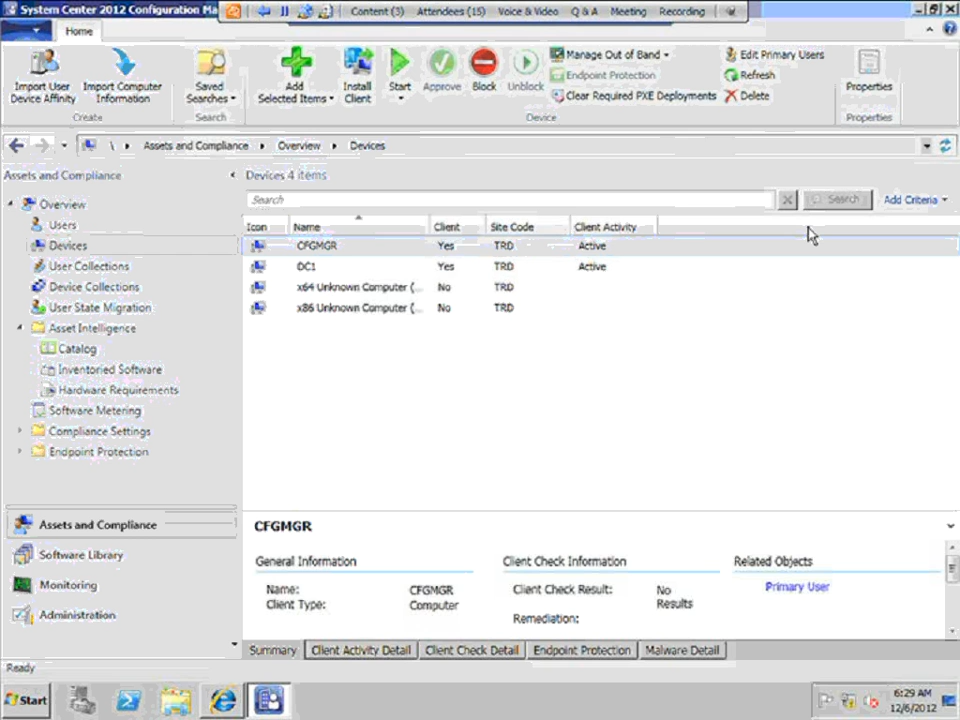 System Center 2012 Configuration Ma
Content (3) Attendees (15) Voice & Video Q & A Meeting Recording
Home
Import User Device Affinity
Import Computer Information
Create
Saved Searches
Search
Add Selected Items
Install Client
Start
Approve
Block
Unblock
Manage Out of Band
Endpoint Protection
Clear Required PXE Deployments
Edit Primary Users
Refresh
Delete
Device
Properties
Properties
\ Assets and Compliance Overview Devices
Assets and Compliance
Overview
Users
Devices
User Collections
Device Collections
User State Migration
Asset Intelligence
Catalog
Inventoried Software
Hardware Requirements
Software Metering
Compliance Settings
Endpoint Protection
Assets and Compliance
Software Library
Monitoring
Administration
Devices 4 items
Search
Search Add Criteria
Icon Name Client Site Code Client Activity
CFGMGR Yes TRD Active
DC1 Yes TRD Active
x64 Unknown Computer (... No TRD
x86 Unknown Computer (... No TRD
CFGMGR
General Information
Name: CFGMGR
Client Type: Computer
Client Check Information
Client Check Result: No Results
Remediation:
Related Objects
Primary User
Summary Client Activity Detail Client Check Detail Endpoint Protection Malware Detail
Ready
Start
6:29 AM
12/6/2012